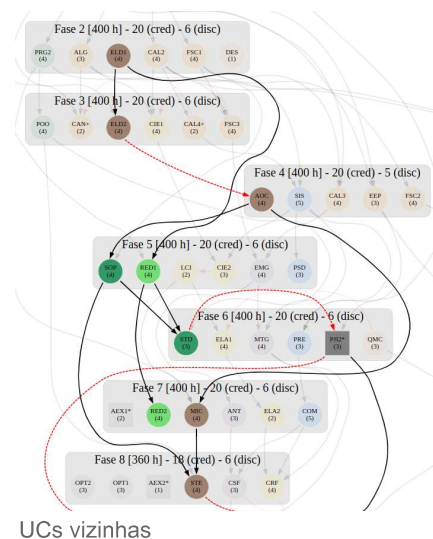 Fase 2 [400 h] - 20 (cred) - 6 (disc)
PRG2 (4) ALG (3) ELD1 (4) CAL2 (4) FSC1 (4) DES (1)
Fase 3 [400 h] - 20 (cred) - 6 (disc)
POO (4) CAN+ (2) ELD2 (4) CIE1 (4) CAL4+ (2) FSC3 (4)
Fase 4 [400 h] - 20 (cred) - 5 (disc)
AOC (4) SIS (5) CAL3 (4) EEP (3) FSC2 (4)
Fase 5 [400 h] - 20 (cred) - 6 (disc)
SOP (4) RED1 (4) LCI (2) CIE2 (3) EMG (4) PSD (3)
Fase 6 [400 h] - 20 (cred) - 6 (disc)
STD (3) ELA1 (4) MTG (4) PRE (3) PJI2* (3) QMC (3)
Fase 7 [400 h] - 20 (cred) - 6 (disc)
AEX1* (2) RED2 (4) MIC (4) ANT (3) ELA2 (2) COM (5)
Fase 8 [360 h] - 18 (cred) - 6 (disc)
OPT2 (3) OPT1 (3) AEX2* (1) STE (4) CSF (3) CRF (4)
UCs vizinhas